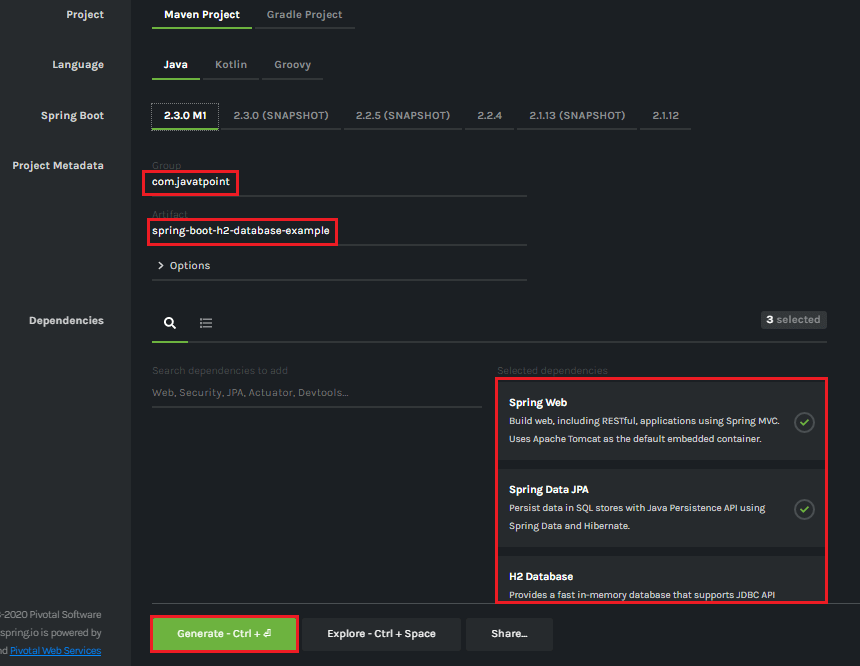 Project Maven Project Gradle Project
Language Java Kotlin Groovy
Spring Boot 2.3.0 M1 2.3.0 (SNAPSHOT) 2.2.5 (SNAPSHOT) 2.2.4 2.1.13 (SNAPSHOT) 2.1.12
Project Metadata
Group
com.javatpoint
Artifact
spring-boot-h2-database-example
Options
Dependencies
3 selected
Search dependencies to add
Web, Security, JPA, Actuator, Devtools...
Selected dependencies
Spring Web
Build web, including RESTful, applications using Spring MVC.
Uses Apache Tomcat as the default embedded container.
Spring Data JPA
Persist data in SQL stores with Java Persistence API using
Spring Data and Hibernate.
H2 Database
Provides a fast in-memory database that supports JDBC API
-2020 Pivotal Software
spring.io is powered by
Pivotal Web Services
Generate - Ctrl + ⏎
Explore - Ctrl + Space
Share...